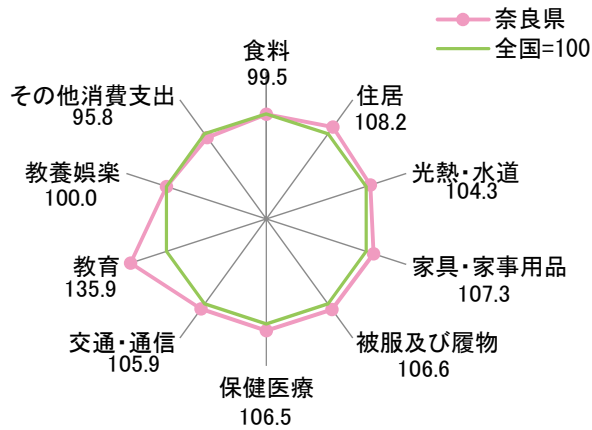 奈良県
全国=100
食料
99.5
住居
108.2
光熱・水道
104.3
家具・家事用品
107.3
被服及び履物
106.6
保健医療
106.5
交通・通信
105.9
教育
135.9
教養娯楽
100.0
その他消費支出
95.8